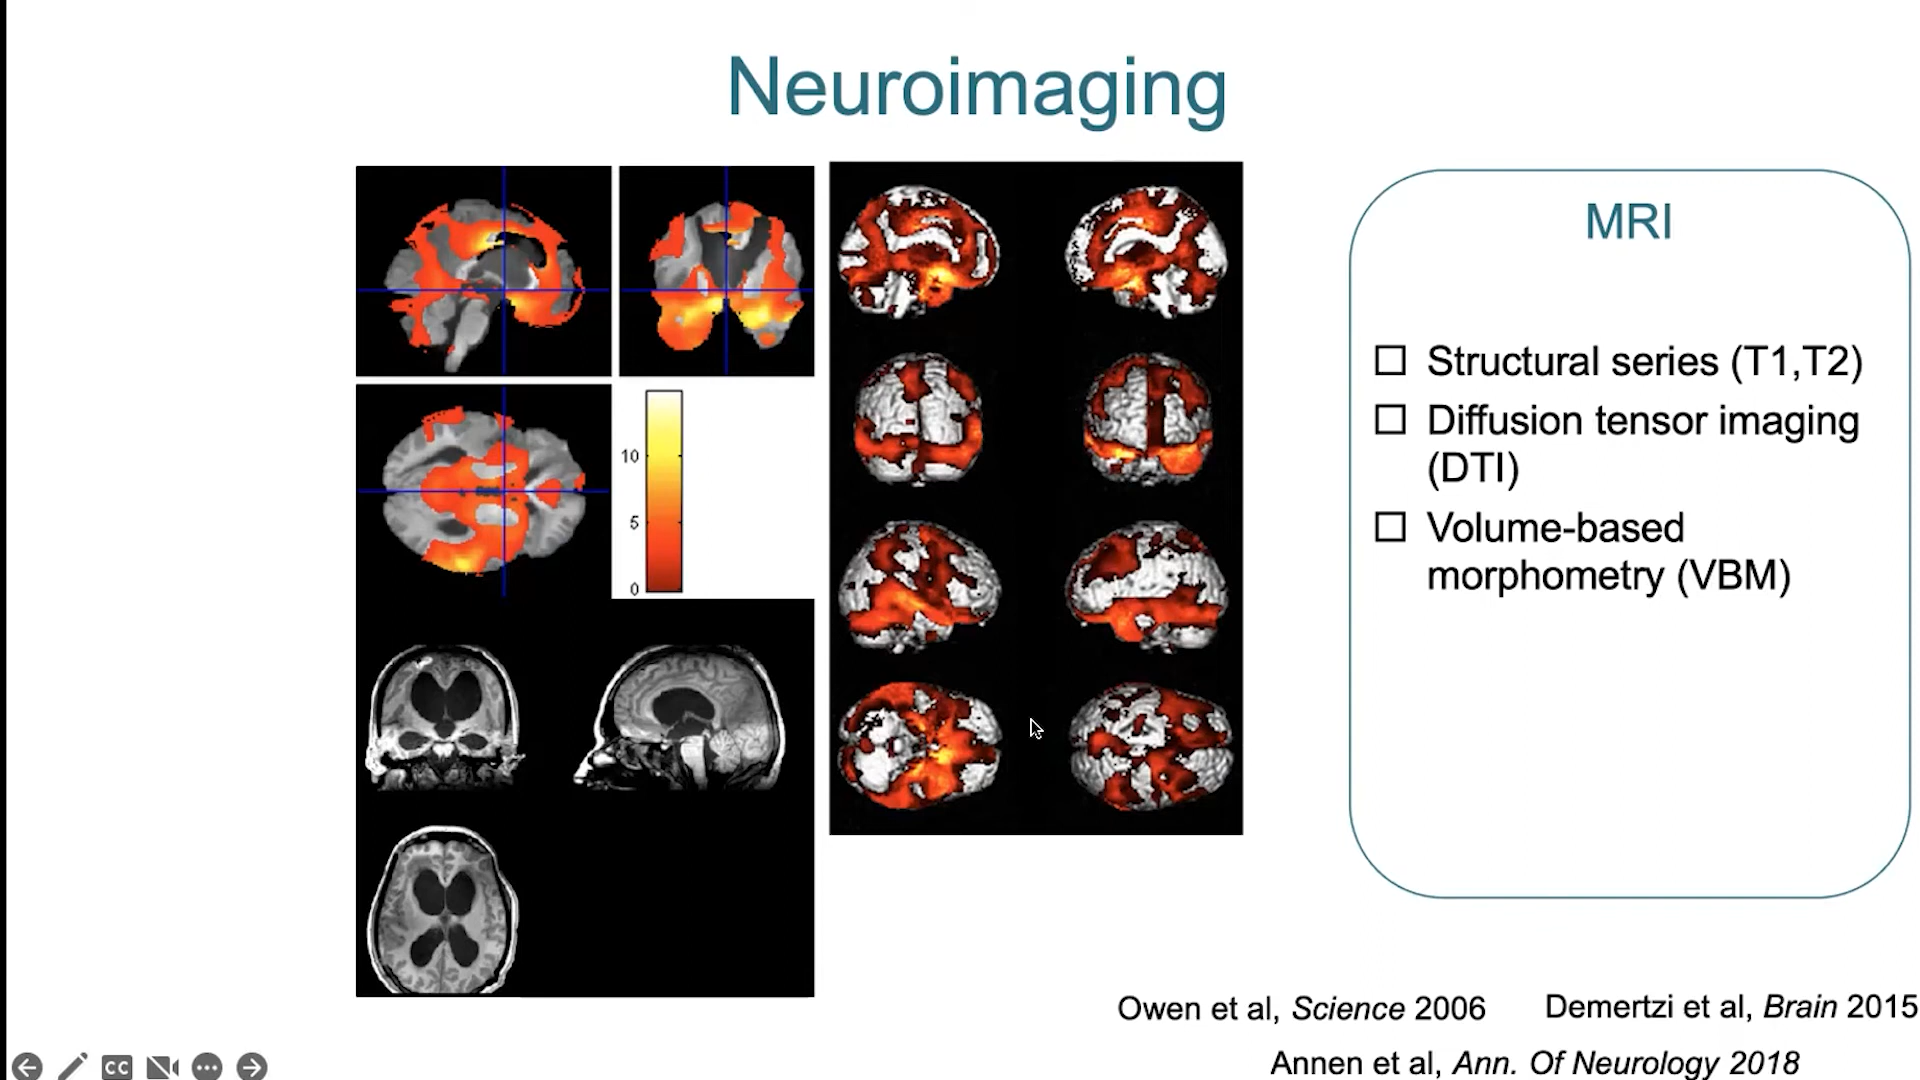 Neuroimaging
10
5
0
MRI
Structural series (T1,T2)
Diffusion tensor imaging
(DTI)
Volume-based
morphometry (VBM)
Owen et al, Science 2006
Demertzi et al, Brain 2015
Annen et al, Ann. Of Neurology 2018
CC